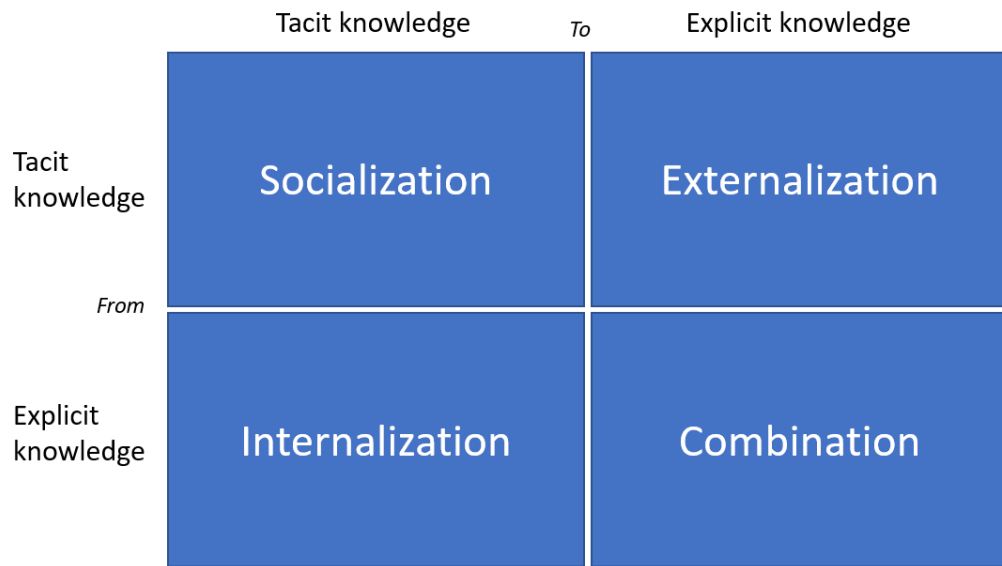 Tacit knowledge To Explicit knowledge
Tacit
knowledge
Socialization Externalization
From
Explicit
knowledge
Internalization Combination